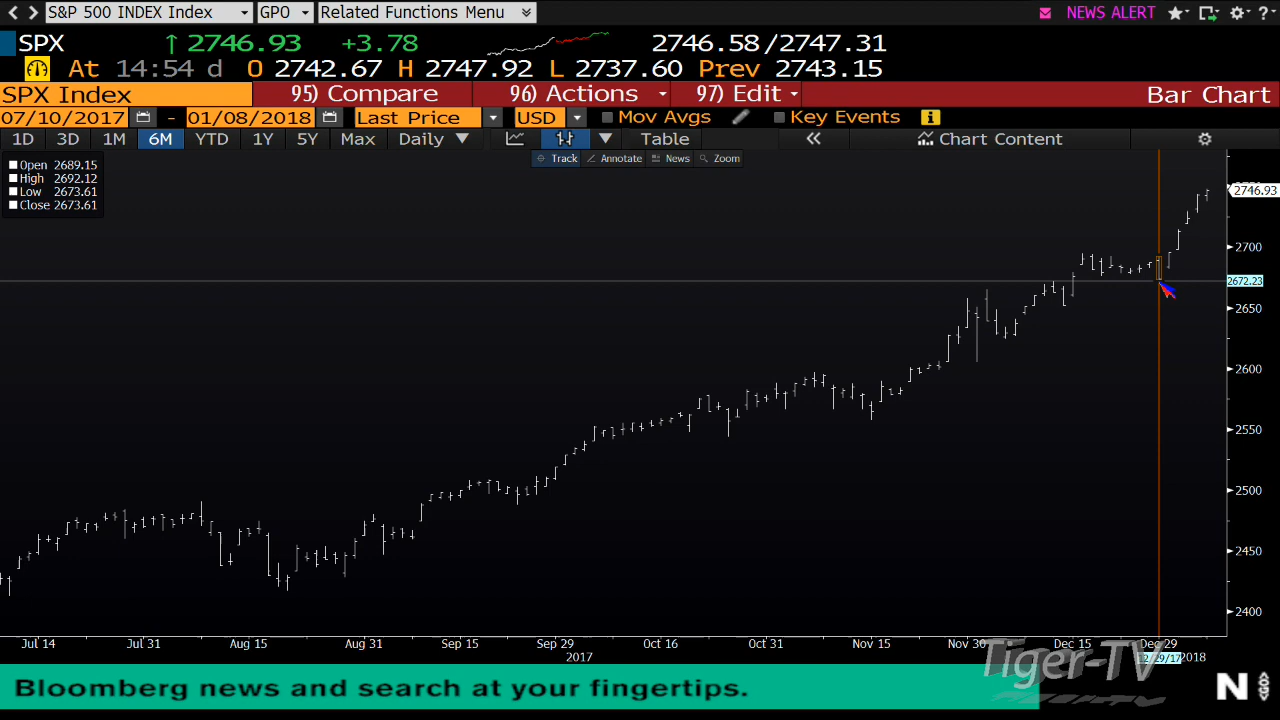 S&P 500 INDEX Index GPO Related Functions Menu NEWS ALERT ?
SPX ↑ 2746.93 +3.78 2746.58/2747.31
At 14:54 d O 2742.67 H 2747.92 L 2737.60 Prev 2743.15
SPX Index 95) Compare 96) Actions 97) Edit Bar Chart
07/10/2017 - 01/08/2018 Last Price USD Mov Avgs Key Events i
1D 3D 1M 6M YTD 1Y 5Y Max Daily ▼ Table « Chart Content
Track Annotate News Zoom
Open 2689.15
High 2692.12
Low 2673.61
Close 2673.61
2746.93
2700
2672.23
2650
2600
2550
2500
2450
2400
Jul 14 Jul 31 Aug 15 Aug 31 Sep 15 Sep 29 Oct 16 Oct 31 Nov 15 Nov 30 Dec 15 Dec 29
2017 12/29/17 2018
Tiger-TV
Bloomberg news and search at your fingertips.
N